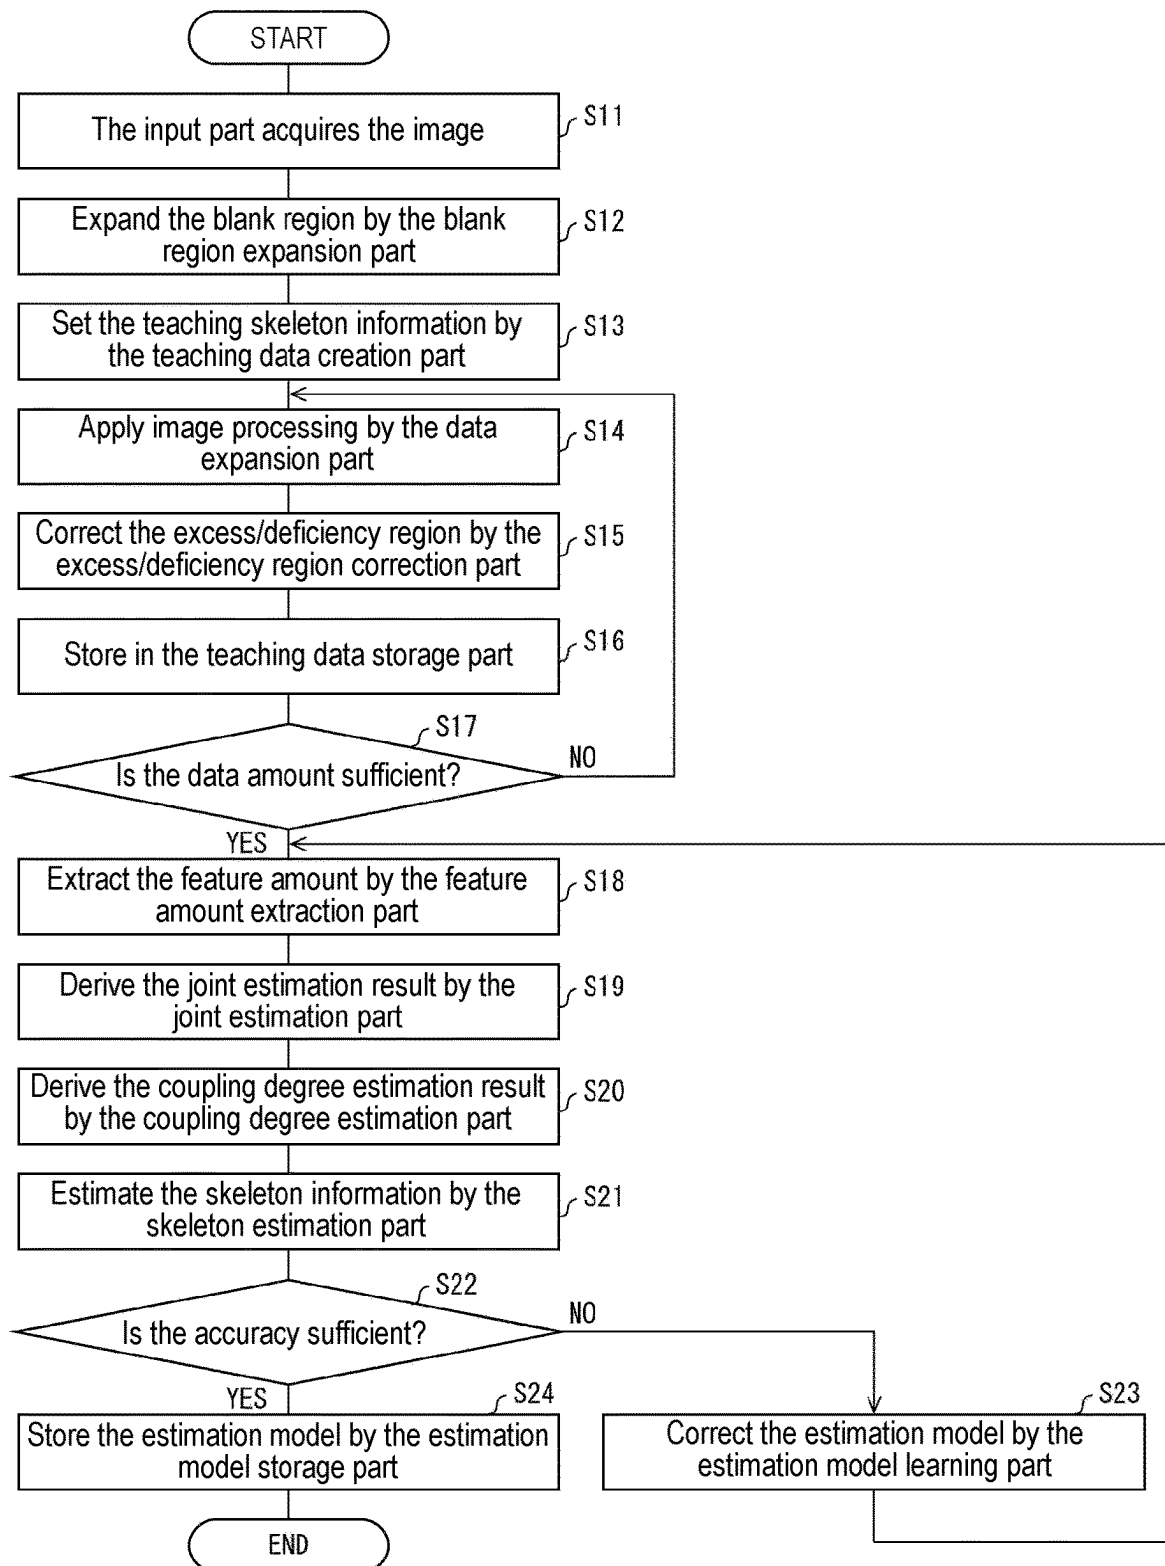 START
The input part acquires the image
S11
Expand the blank region by the blank
region expansion part
S12
Set the teaching skeleton information by
the teaching data creation part
S13
Apply image processing by the data
expansion part
S14
Correct the excess/deficiency region by the
excess/deficiency region correction part
S15
Store in the teaching data storage part
S16
S17
Is the data amount sufficient?
NO
YES
Extract the feature amount by the feature
amount extraction part
S18
Derive the joint estimation result by the
joint estimation part
S19
Derive the coupling degree estimation result
by the coupling degree estimation part
S20
Estimate the skeleton information by the
skeleton estimation part
S21
S22
Is the accuracy sufficient?
NO
YES
S24
Store the estimation model by the estimation
model storage part
S23
Correct the estimation model by the
estimation model learning part
END